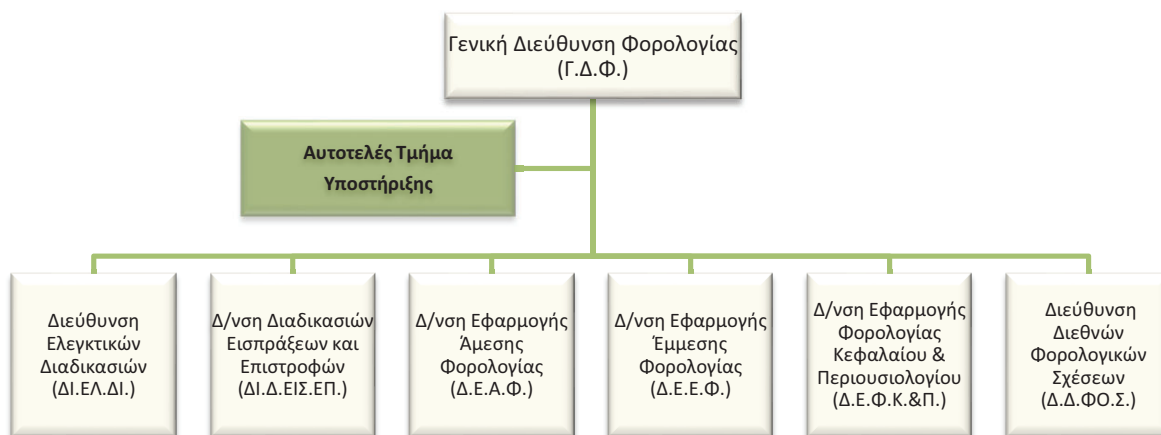 Γενική Διεύθυνση Φορολογίας
(Γ.Δ.Φ.)
Αυτοτελές Τμήμα
Υποστήριξης
Διεύθυνση
Ελεγκτικών
Διαδικασιών
(ΔΙ.ΕΛ.ΔΙ.)
Δ/νση Διαδικασιών
Εισπράξεων και
Επιστροφών
(ΔΙ.Δ.ΕΙΣ.ΕΠ.)
Δ/νση Εφαρμογής
Άμεσης
Φορολογίας
(Δ.Ε.Α.Φ.)
Δ/νση Εφαρμογής
Έμμεσης
Φορολογίας
(Δ.Ε.Ε.Φ.)
Δ/νση Εφαρμογής
Φορολογίας
Κεφαλαίου &
Περιουσιολογίου
(Δ.Ε.Φ.Κ.&Π.)
Διεύθυνση
Διεθνών
Φορολογικών
Σχέσεων
(Δ.Δ.ΦΟ.Σ.)